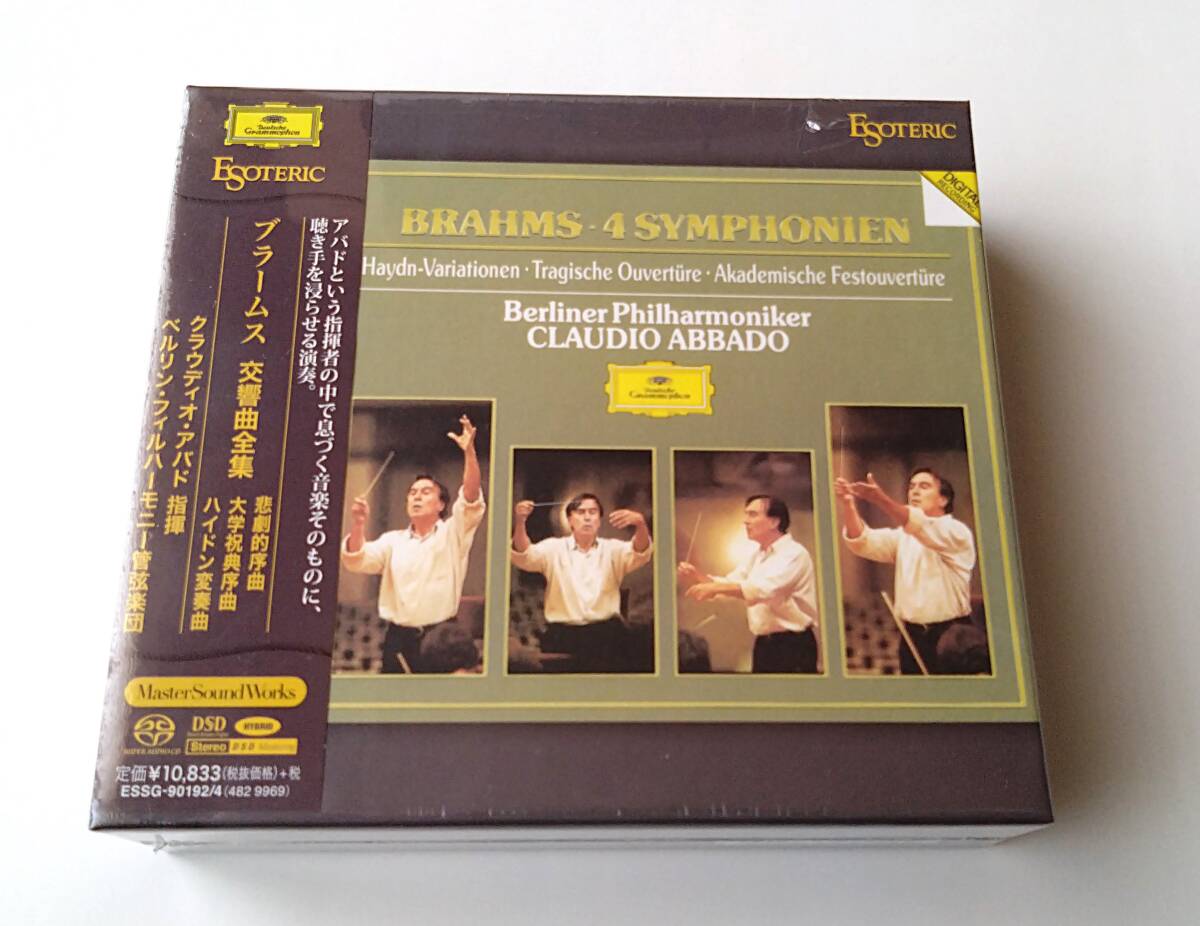 Deutsche
Grammophon
ESOTERIC
アバドという指揮者の中で息づく音楽そのものに、
聴き手を浸らせる演奏。
ブラームス 交響曲全集
悲劇的序曲
大学祝典序曲
ハイドン変奏曲
クラウディオ・アバド 指揮
ベルリン・フィルハーモニー管弦楽団
MasterSoundWorks
SUPER AUDIO CD
DSD
HYBRID
Stereo
DSD Mastering
定価¥10,833(税抜価格)+税
ESSG-90192/4 (482 9969)
ESOTERIC
DIGITAL
RECORDING
BRAHMS · 4 SYMPHONIEN
Haydn-Variationen · Tragische Ouvertüre · Akademische Festouvertüre
Berliner Philharmoniker
CLAUDIO ABBADO
Deutsche
Grammophon